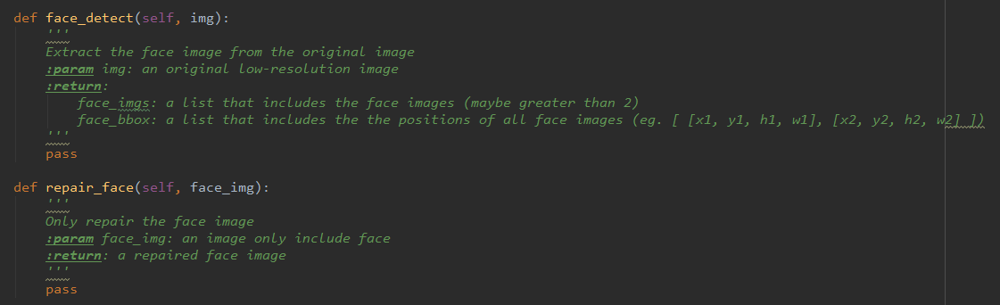 def face_detect(self, img):
'''
Extract the face image from the original image
:param img: an original low-resolution image
:return:
face_imgs: a list that includes the face images (maybe greater than 2)
face_bbox: a list that includes the the positions of all face images (eg. [ [x1, y1, h1, w1], [x2, y2, h2, w2] ])
'''
pass
def repair_face(self, face_img):
'''
Only repair the face image
:param face_img: an image only include face
:return: a repaired face image
'''
pass